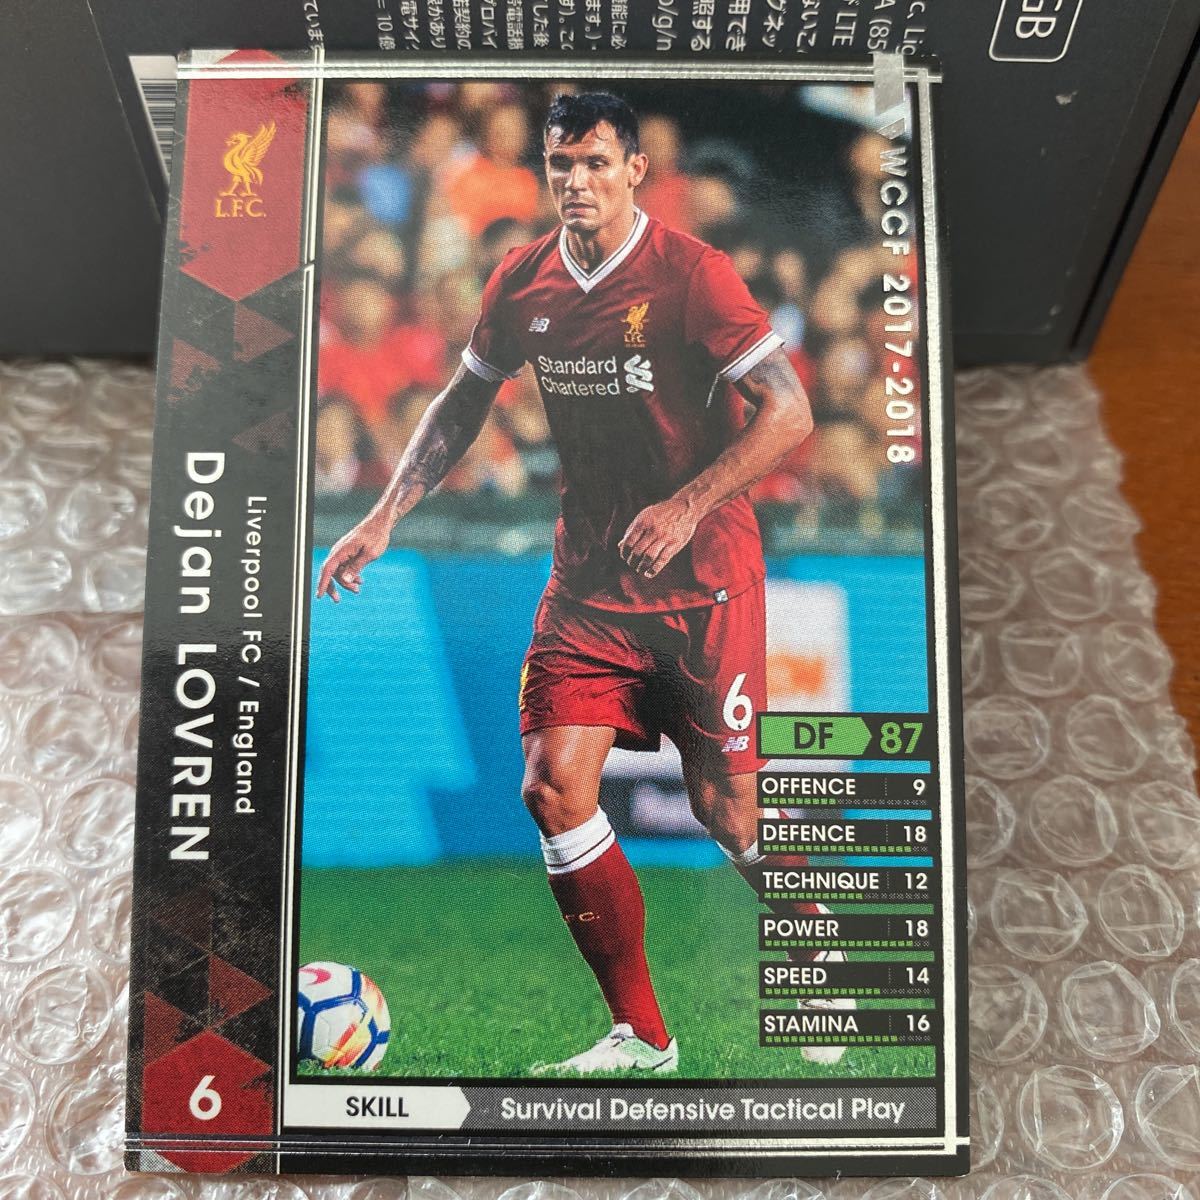 L.F.C.
WCCF 2017-2018
Dejan LOVREN
Liverpool FC / England
Standard
Chartered
L.F.C.
6
DF 87
OFFENCE 9
DEFENCE 18
TECHNIQUE 12
POWER 18
SPEED 14
STAMINA 16
6
SKILL
Survival Defensive Tactical Play
GB